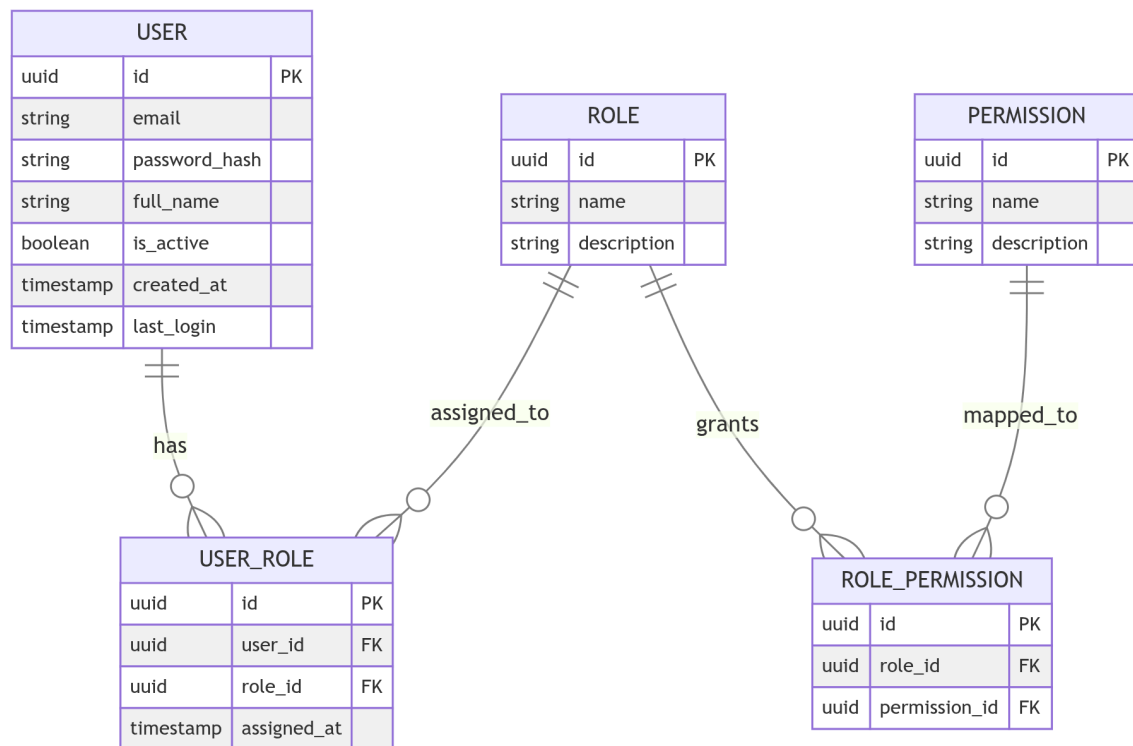 USER
uuid id PK
string email
string password_hash
string full_name
boolean is_active
timestamp created_at
timestamp last_login
ROLE
uuid id PK
string name
string description
PERMISSION
uuid id PK
string name
string description
has
assigned_to
grants
mapped_to
USER_ROLE
uuid id PK
uuid user_id FK
uuid role_id FK
timestamp assigned_at
ROLE_PERMISSION
uuid id PK
uuid role_id FK
uuid permission_id FK